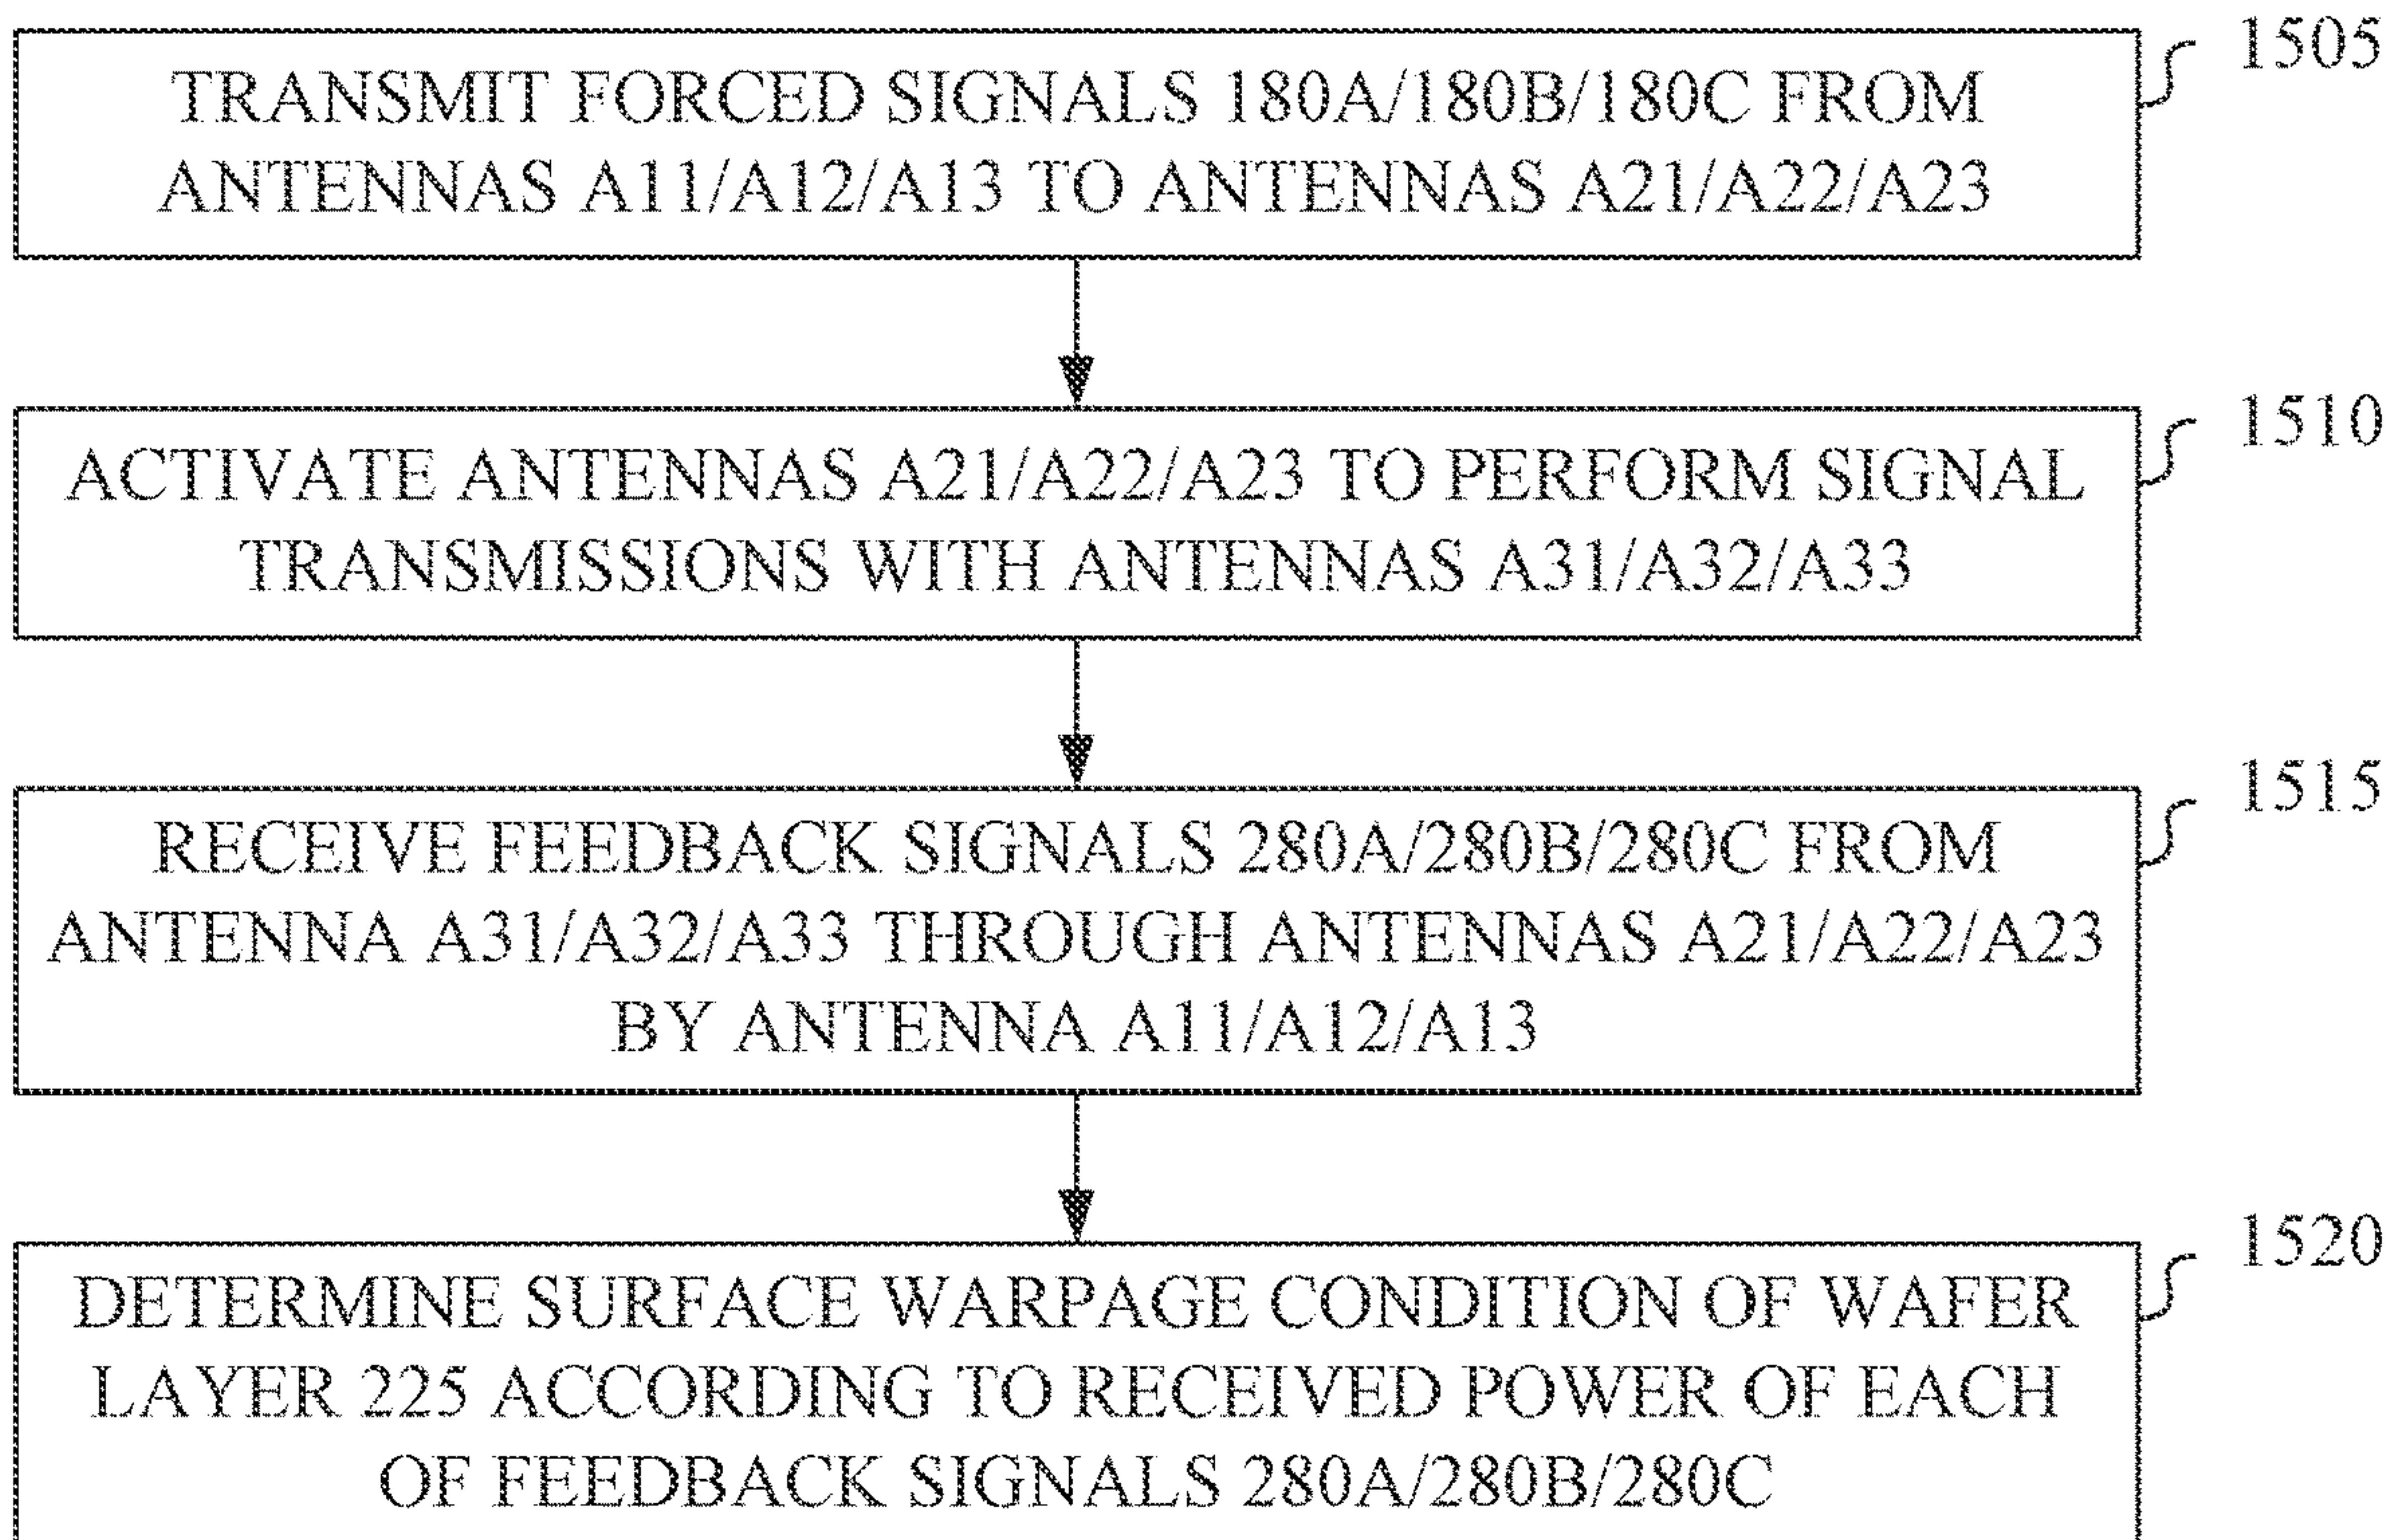 1505
TRANSMIT FORCED SIGNALS 180A/180B/180C FROM
ANTENNAS A11/A12/A13 TO ANTENNAS A21/A22/A23
1510
ACTIVATE ANTENNAS A21/A22/A23 TO PERFORM SIGNAL
TRANSMISSIONS WITH ANTENNAS A31/A32/A33
1515
RECEIVE FEEDBACK SIGNALS 280A/280B/280C FROM
ANTENNA A31/A32/A33 THROUGH ANTENNAS A21/A22/A23
BY ANTENNA A11/A12/A13
1520
DETERMINE SURFACE WARPAGE CONDITION OF WAFER
LAYER 225 ACCORDING TO RECEIVED POWER OF EACH
OF FEEDBACK SIGNALS 280A/280B/280C